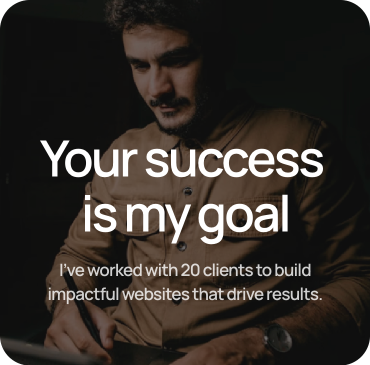 Your success
is my goal
I've worked with 20 clients to build
impactful websites that drive results.